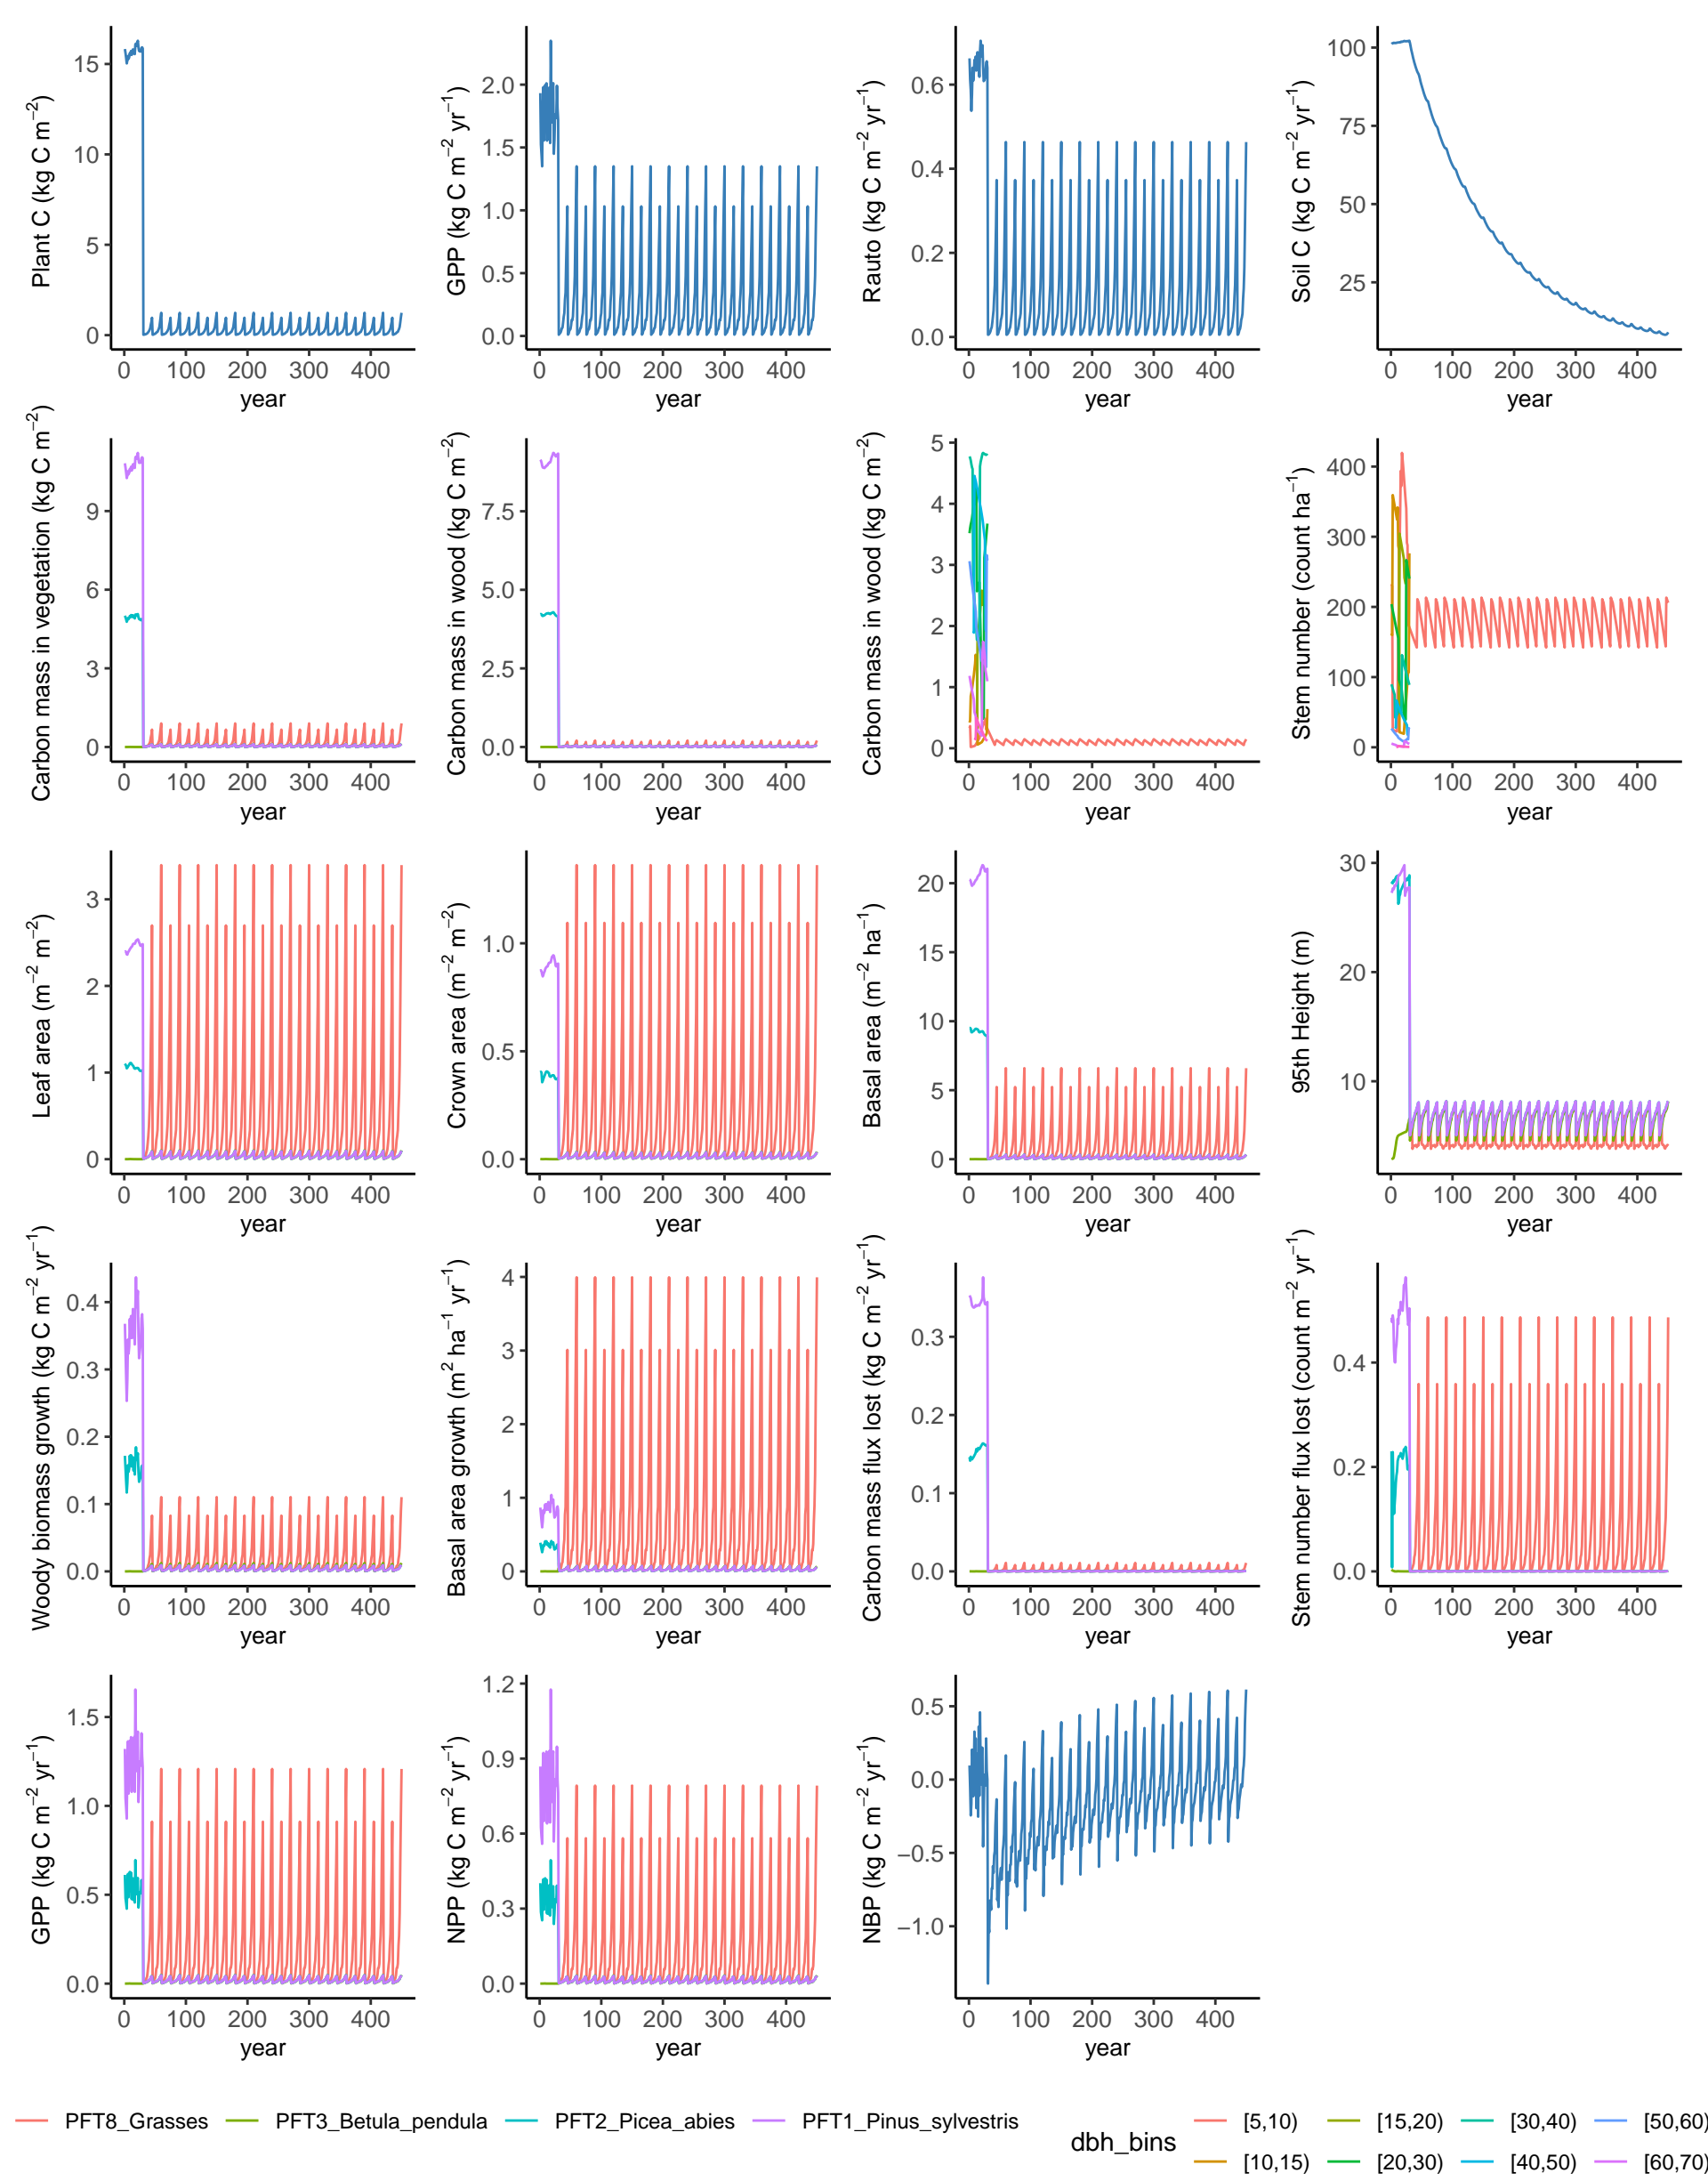 Plant C (kg C m−2)
15
10
5
0
0 100 200 300 400
year
GPP (kg C m−2 yr−1)
2.0
1.5
1.0
0.5
0.0
0 100 200 300 400
year
Rauto (kg C m−2 yr−1)
0.6
0.4
0.2
0.0
0 100 200 300 400
year
Soil C (kg C m−2 yr−1)
100
75
50
25
0 100 200 300 400
year
Carbon mass in vegetation (kg C m−2)
9
6
3
0
0 100 200 300 400
year
Carbon mass in wood (kg C m−2)
7.5
5.0
2.5
0.0
0 100 200 300 400
year
Carbon mass in wood (kg C m−2)
5
4
3
2
1
0
0 100 200 300 400
year
Stem number (count ha−1)
400
300
200
100
0
0 100 200 300 400
year
Leaf area (m−2 m−2)
3
2
1
0
0 100 200 300 400
year
Crown area (m−2 m−2)
1.0
0.5
0.0
0 100 200 300 400
year
Basal area (m−2 ha−1)
20
15
10
5
0
0 100 200 300 400
year
95th Height (m)
30
20
10
0 100 200 300 400
year
Woody biomass growth (kg C m−2 yr−1)
0.4
0.3
0.2
0.1
0.0
0 100 200 300 400
year
Basal area growth (m2 ha−1 yr−1)
4
3
2
1
0
0 100 200 300 400
year
Carbon mass flux lost (kg C m−2 yr−1)
0.3
0.2
0.1
0.0
0 100 200 300 400
year
Stem number flux lost (count m−2 yr−1)
0.4
0.2
0.0
0 100 200 300 400
year
GPP (kg C m−2 yr−1)
1.5
1.0
0.5
0.0
0 100 200 300 400
year
NPP (kg C m−2 yr−1)
1.2
0.9
0.6
0.3
0.0
0 100 200 300 400
year
NBP (kg C m−2 yr−1)
0.5
0.0
−0.5
−1.0
0 100 200 300 400
year
PFT8_Grasses PFT3_Betula_pendula PFT2_Picea_abies PFT1_Pinus_sylvestris
dbh_bins
[5,10) [15,20) [30,40) [50,60)
[10,15) [20,30) [40,50) [60,70)